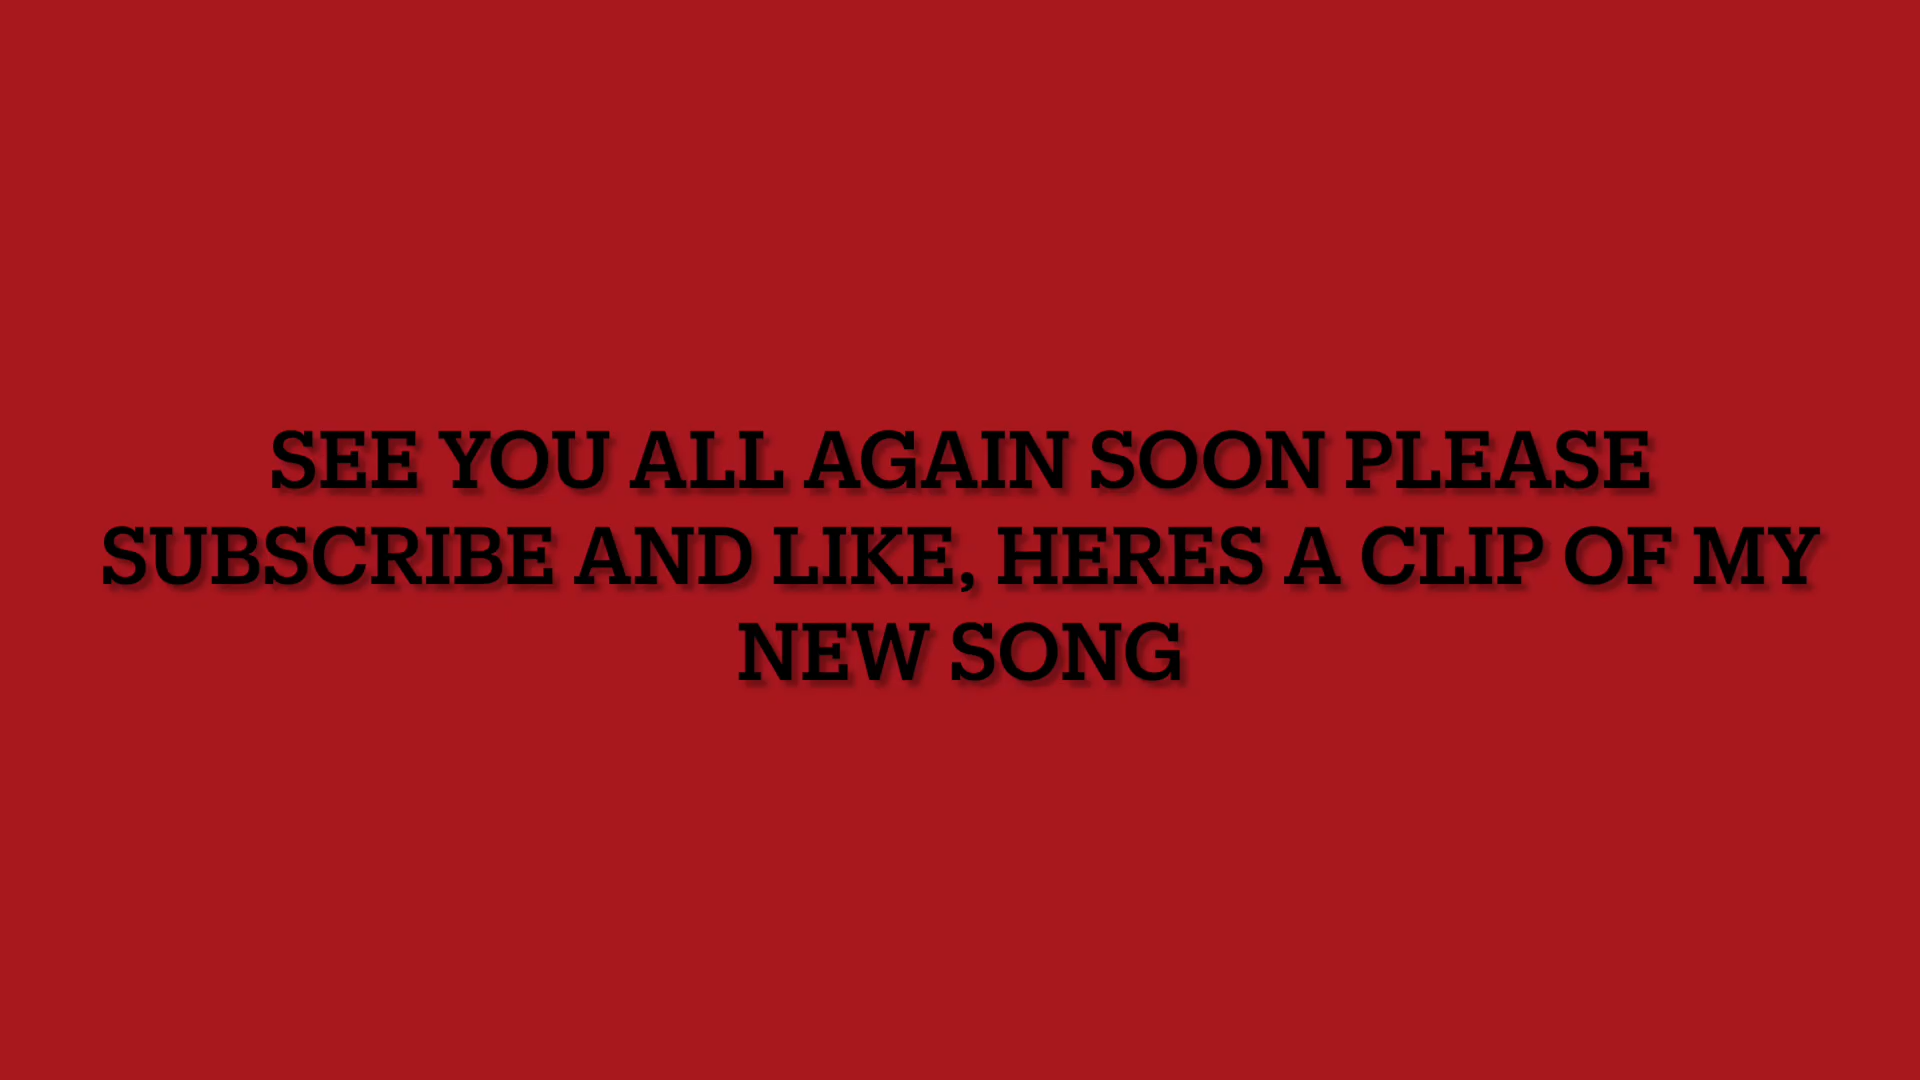 SEE YOU ALL AGAIN SOON PLEASE
SUBSCRIBE AND LIKE, HERES A CLIP OF MY
NEW SONG